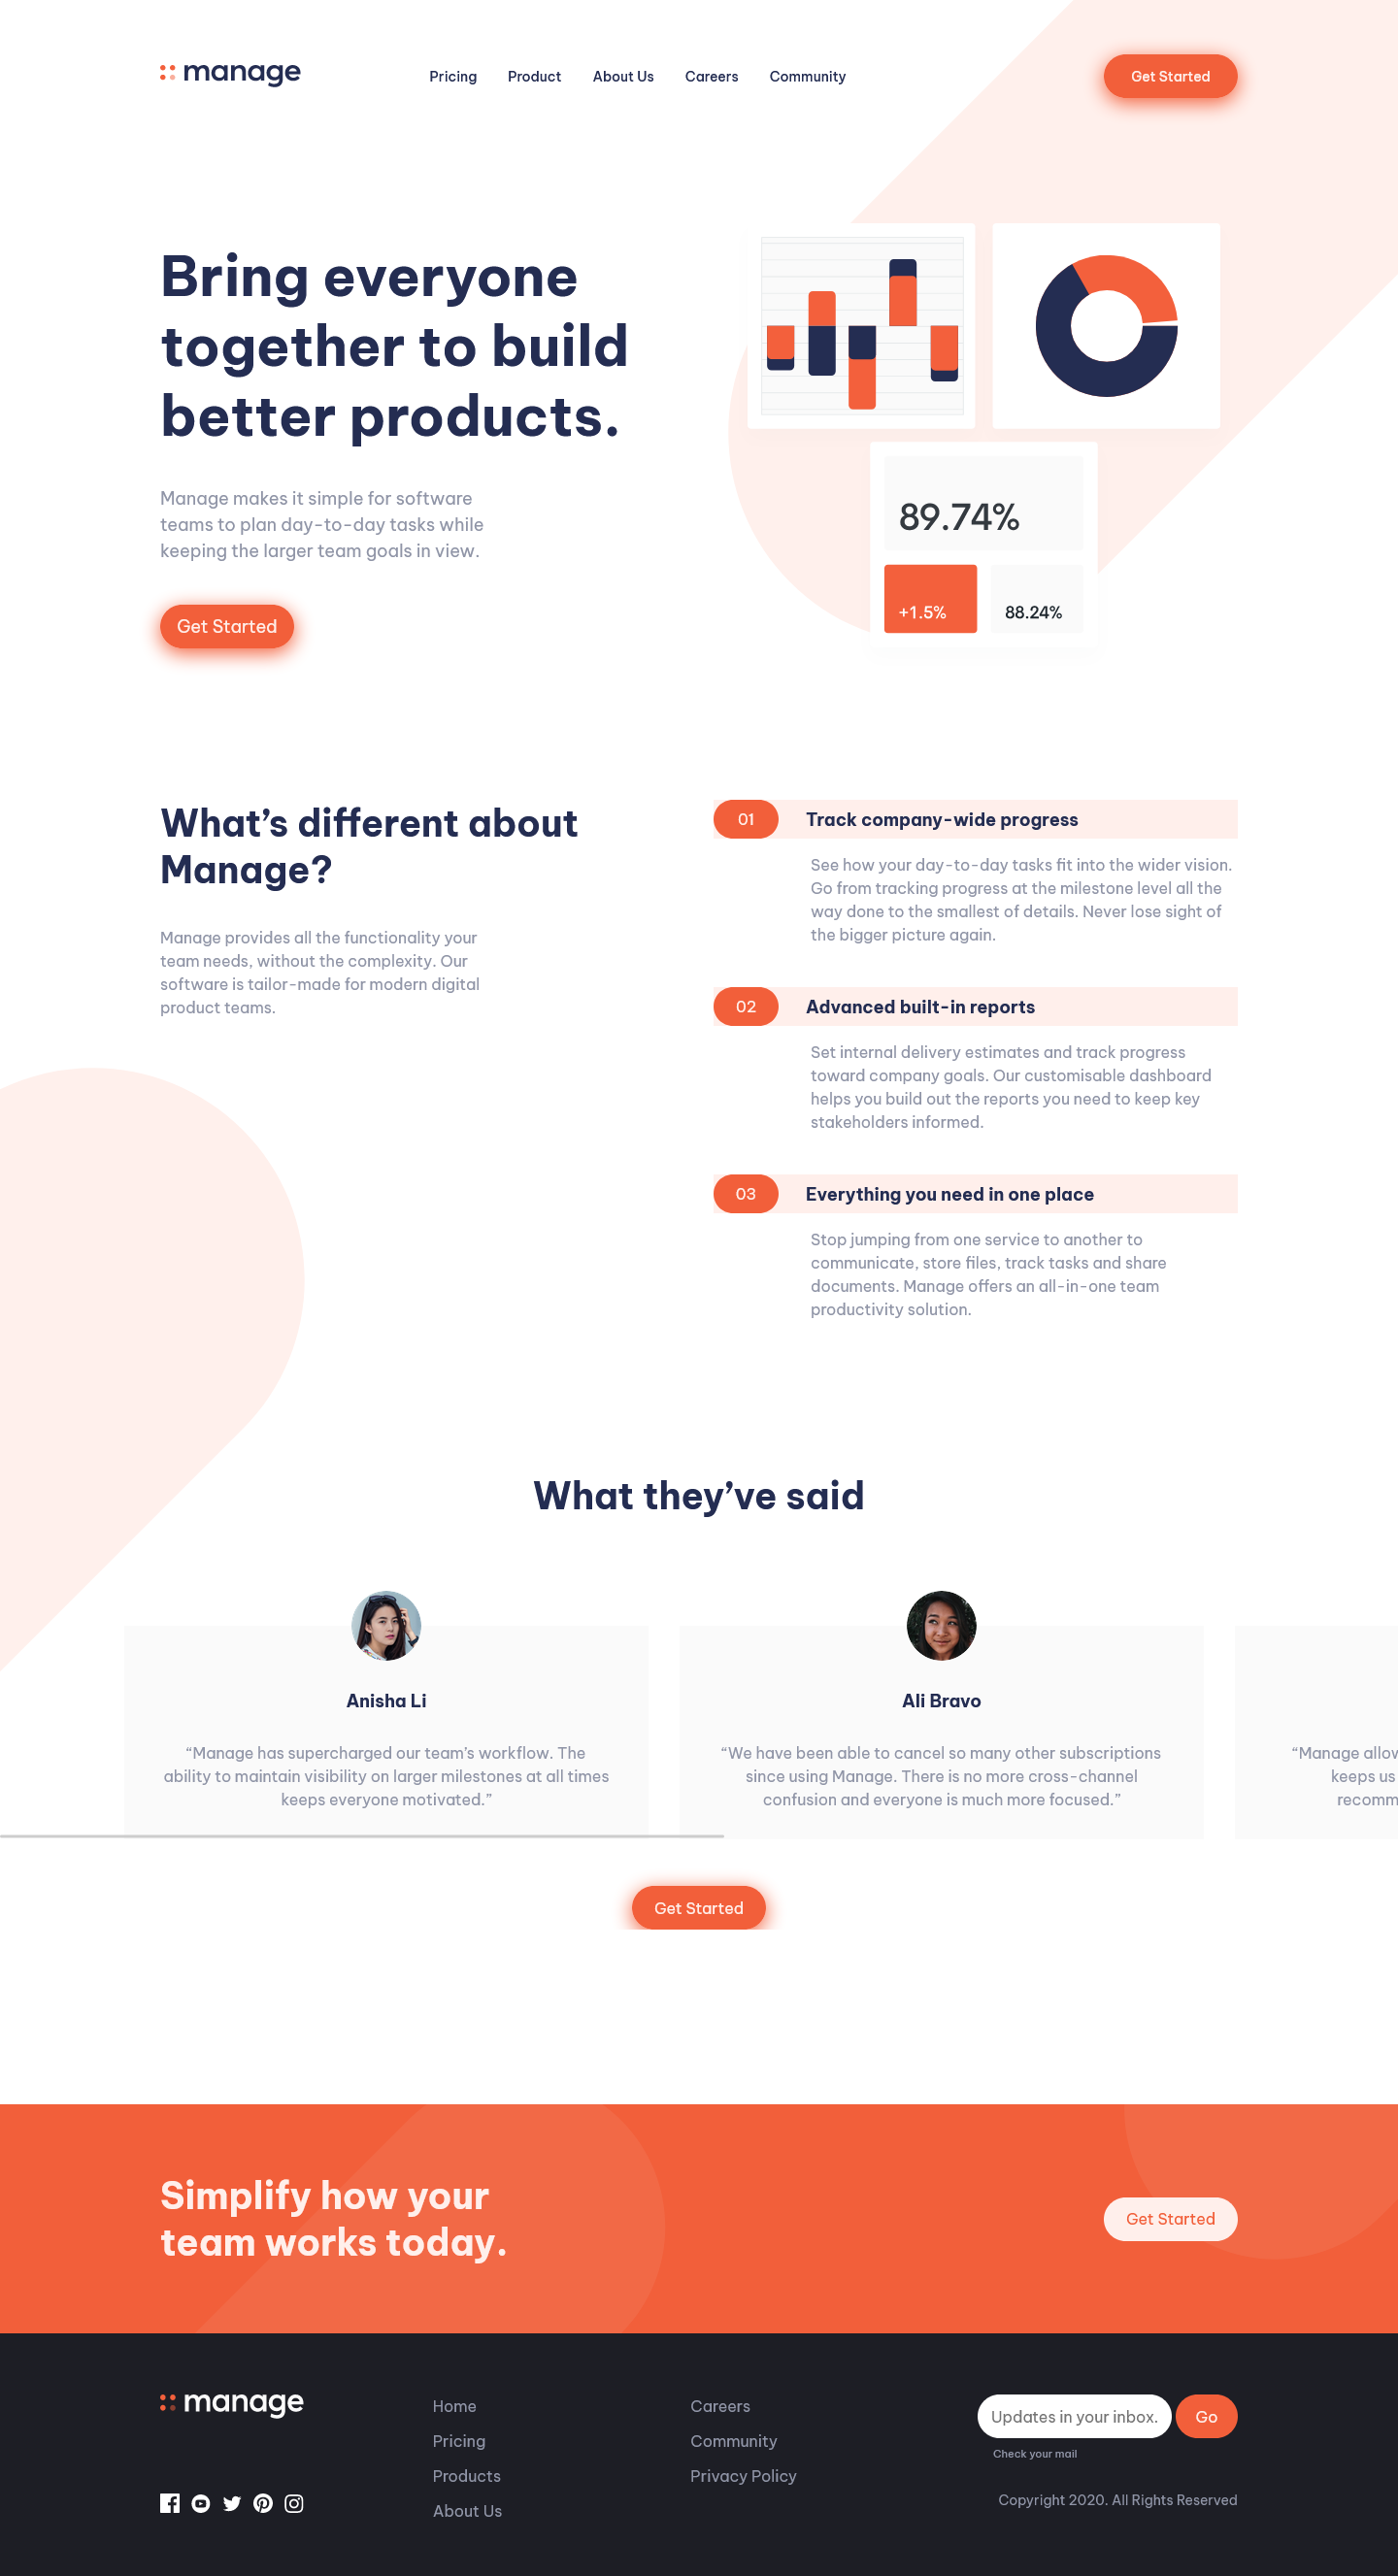 manage
Pricing
Product
About Us
Careers
Community
Get Started
Bring everyone
together to build
better products.
Manage makes it simple for software
teams to plan day-to-day tasks while
keeping the larger team goals in view.
Get Started
89.74%
+1.5%
88.24%
What’s different about
Manage?
Manage provides all the functionality your
team needs, without the complexity. Our
software is tailor-made for modern digital
product teams.
01
Track company-wide progress
See how your day-to-day tasks fit into the wider vision.
Go from tracking progress at the milestone level all the
way done to the smallest of details. Never lose sight of
the bigger picture again.
02
Advanced built-in reports
Set internal delivery estimates and track progress
toward company goals. Our customisable dashboard
helps you build out the reports you need to keep key
stakeholders informed.
03
Everything you need in one place
Stop jumping from one service to another to
communicate, store files, track tasks and share
documents. Manage offers an all-in-one team
productivity solution.
What they’ve said
Anisha Li
“Manage has supercharged our team’s workflow. The
ability to maintain visibility on larger milestones at all times
keeps everyone motivated.”
Ali Bravo
“We have been able to cancel so many other subscriptions
since using Manage. There is no more cross-channel
confusion and everyone is much more focused.”
“Manage allow
keeps us
recomm
Get Started
Simplify how your
team works today.
Get Started
manage
Home
Pricing
Products
About Us
Careers
Community
Privacy Policy
Updates in your inbox.
Go
Check your mail
Copyright 2020. All Rights Reserved